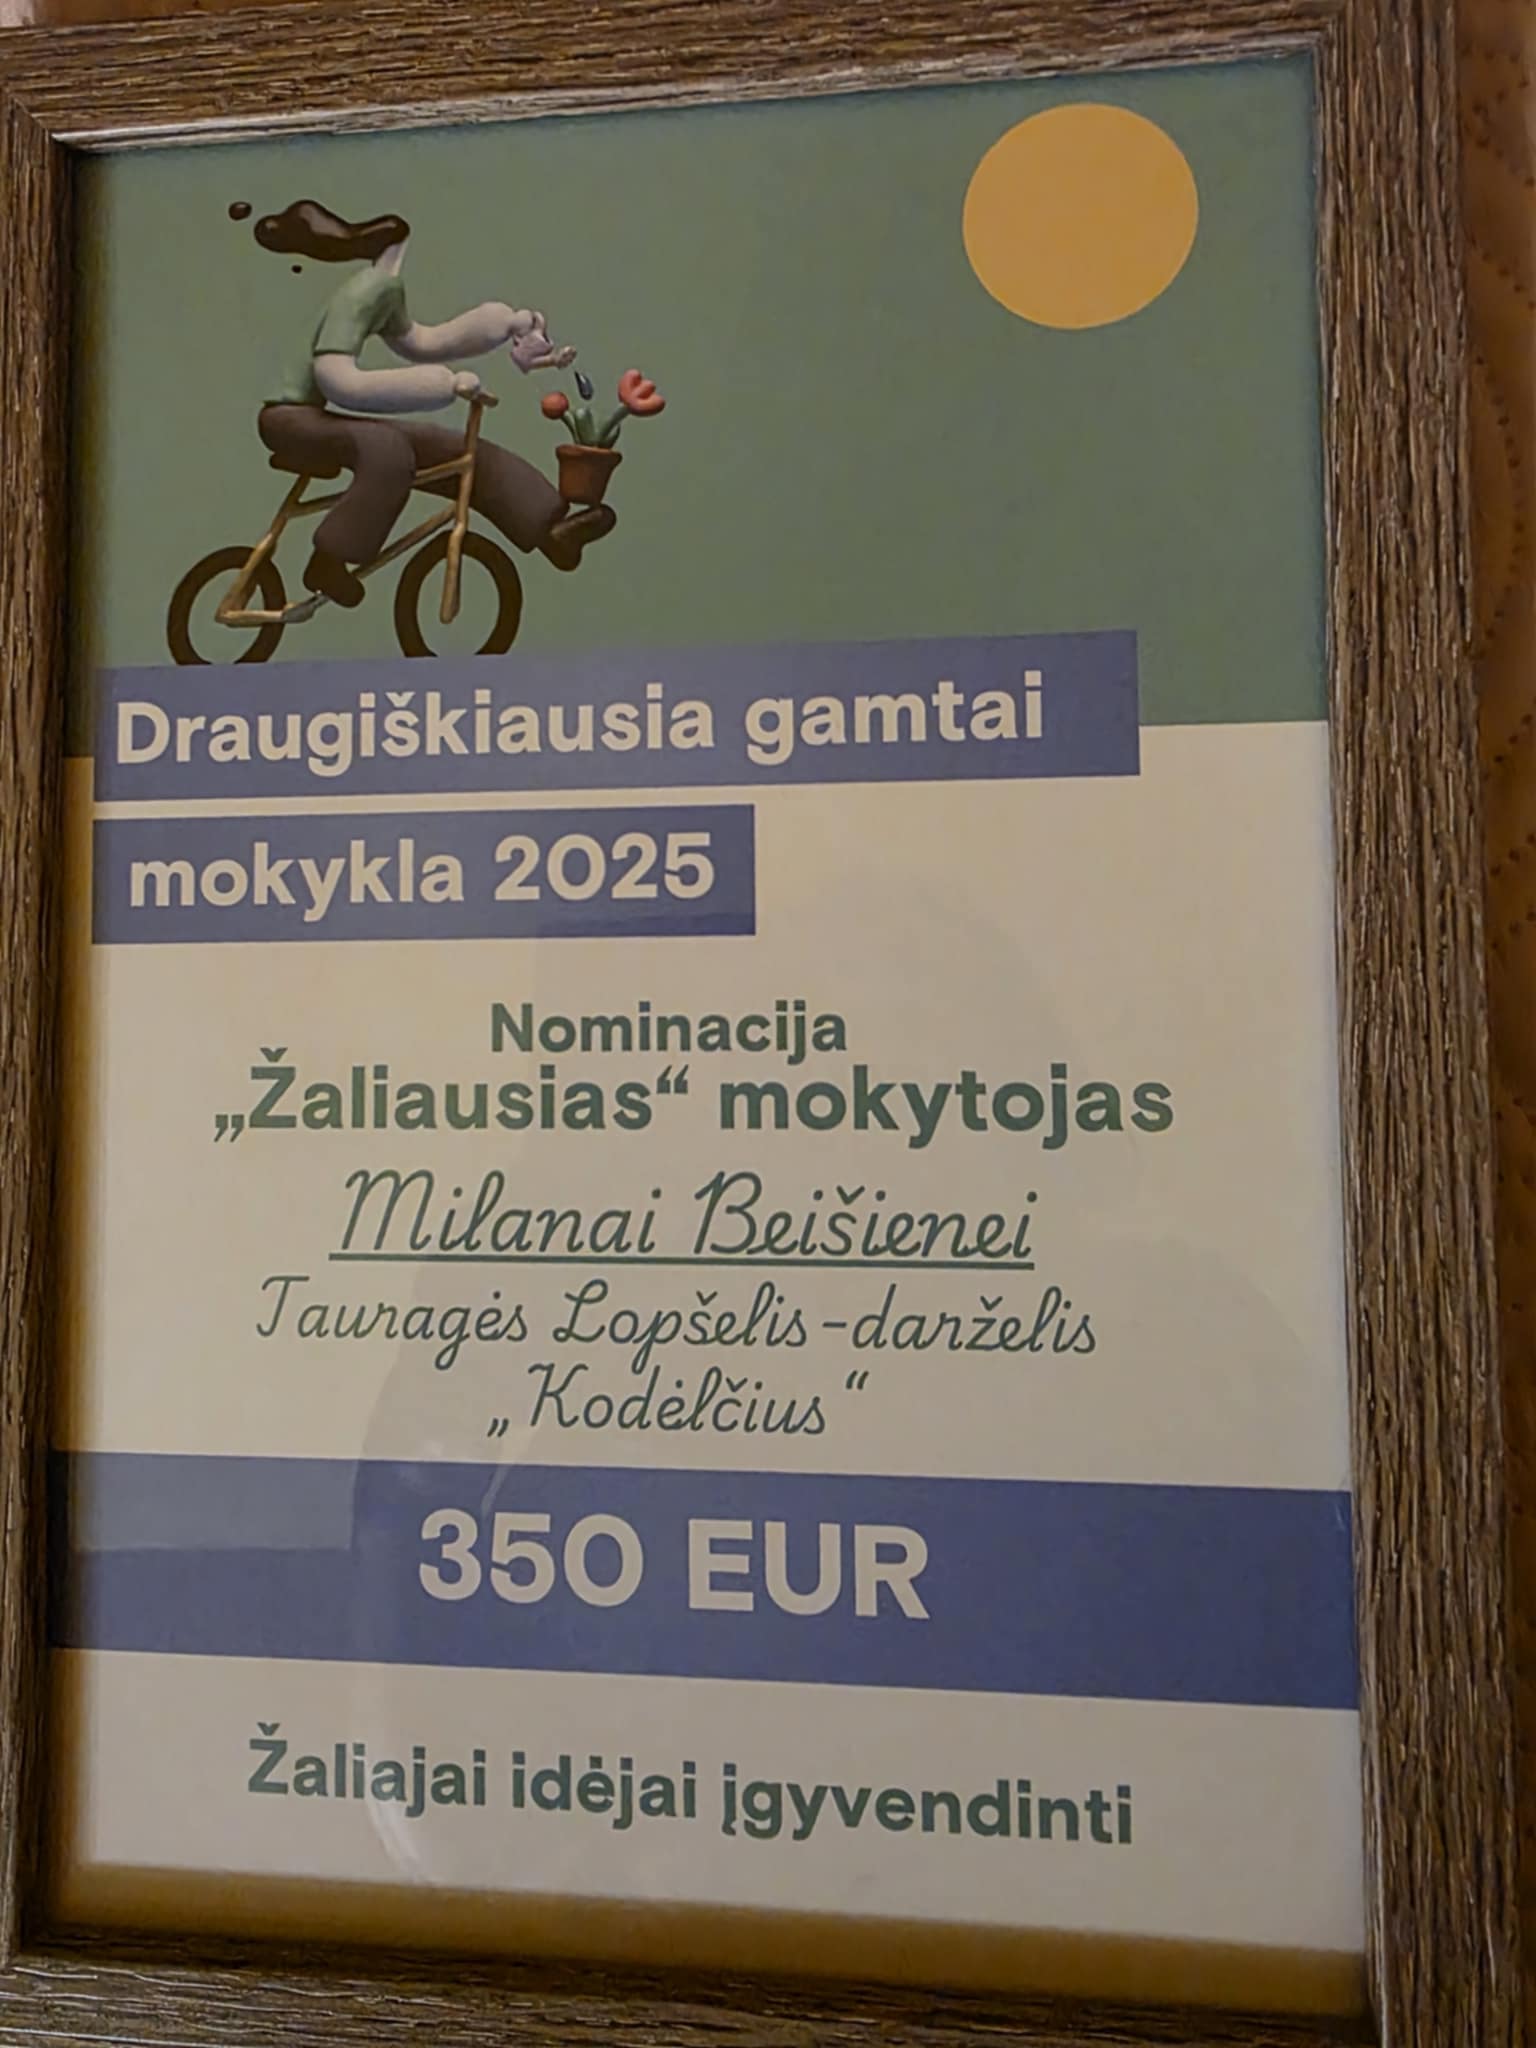 Draugiškiausia gamtai
mokykla 2025
Nominacija
„Žaliausias“ mokytojas
Milanai Beišienei
Tauragės Lopšelis-darželis
„Kodėlčius“
350 EUR
Žaliajai idėjai įgyvendinti